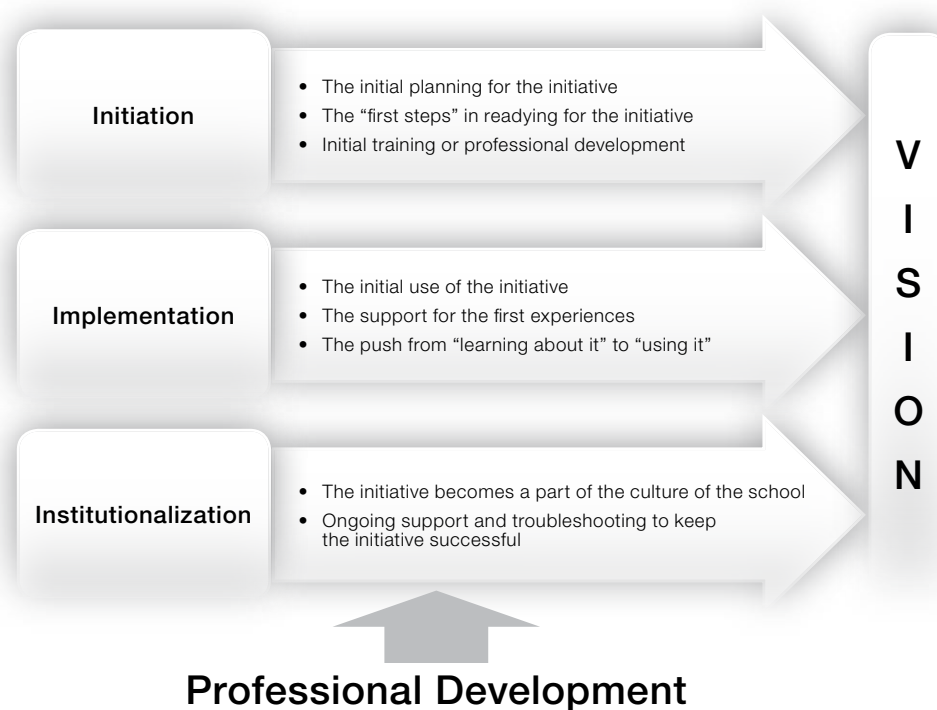 Initiation
• The initial planning for the initiative
• The “first steps” in readying for the initiative
• Initial training or professional development
Implementation
• The initial use of the initiative
• The support for the first experiences
• The push from “learning about it” to “using it”
Institutionalization
• The initiative becomes a part of the culture of the school
• Ongoing support and troubleshooting to keep
the initiative successful
V
I
S
I
O
N
Professional Development